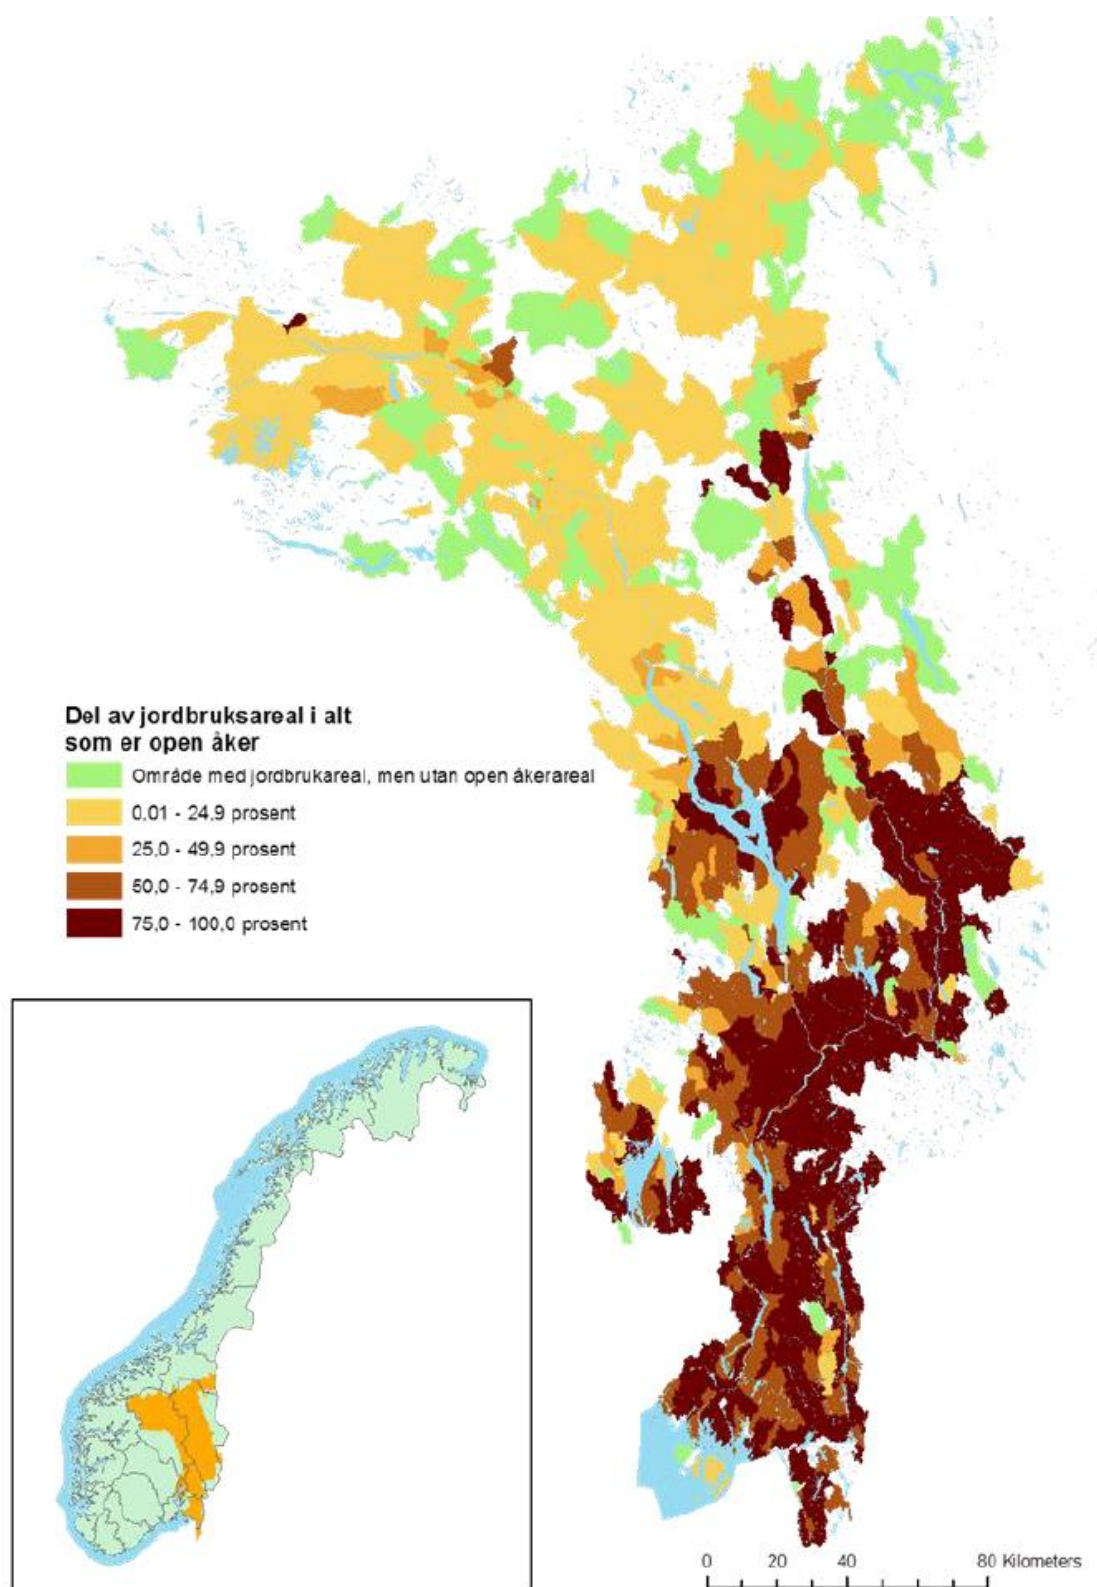 Del av jordbruksareal i alt
som er open åker
Område med jordbrukareal, men utan open åkerareal
0,01 - 24,9 prosent
25,0 - 49,9 prosent
50,0 - 74,9 prosent
75,0 - 100,0 prosent
0 20 40 80 Kilometers